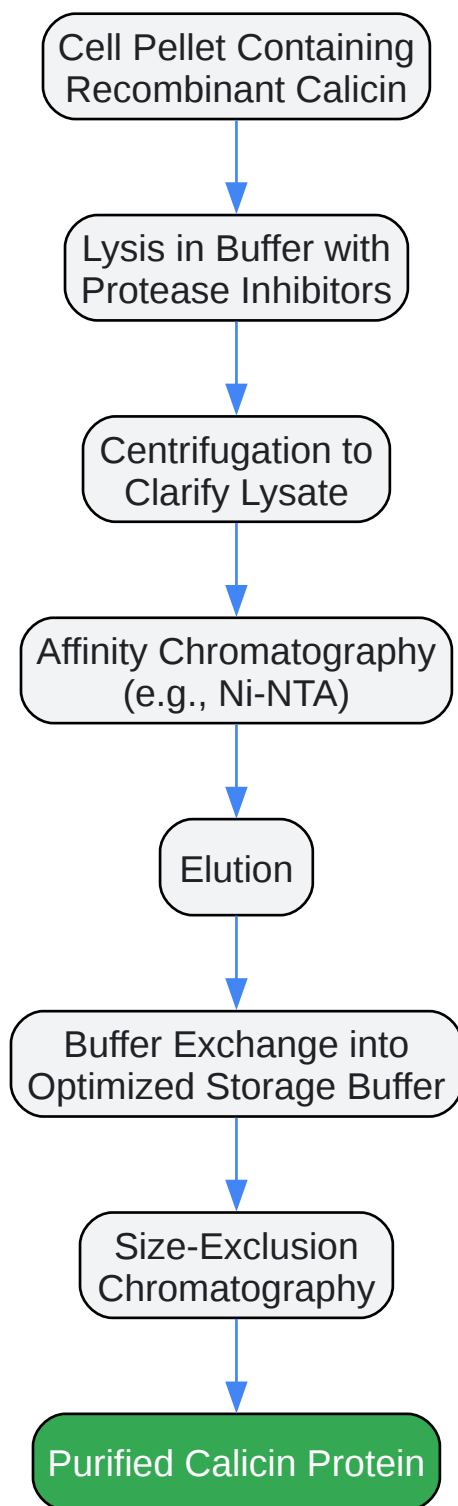 Cell Pellet Containing
Recombinant Calicin
Lysis in Buffer with
Protease Inhibitors
Centrifugation to
Clarify Lysate
Affinity Chromatography
(e.g., Ni-NTA)
Elution
Buffer Exchange into
Optimized Storage Buffer
Size-Exclusion
Chromatography
Purified Calicin Protein